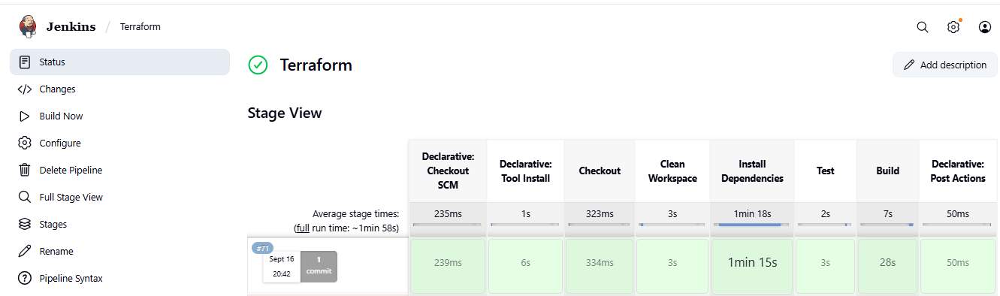 Jenkins / Terraform
Status
Changes
Build Now
Configure
Delete Pipeline
Full Stage View
Stages
Rename
Pipeline Syntax
Terraform
Add description
Stage View
Declarative:
Checkout
SCM
Declarative:
Tool Install
Checkout
Clean
Workspace
Install
Dependencies
Test
Build
Declarative:
Post Actions
Average stage times:
(full run time: ~1min 58s)
235ms
1s
323ms
3s
1min 18s
2s
7s
50ms
#71
Sept 16
20:42
1
commit
239ms
6s
334ms
3s
1min 15s
3s
28s
50ms